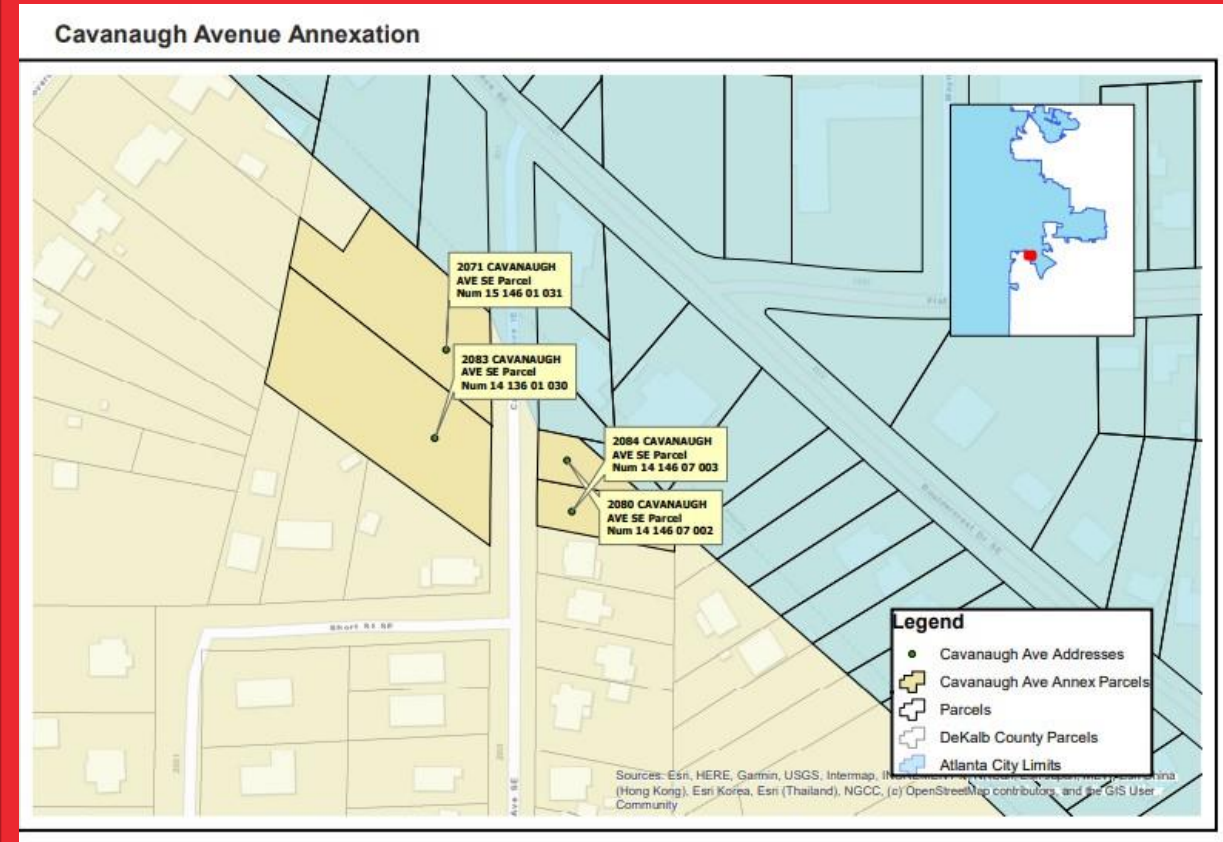 Cavanaugh Avenue Annexation
2071 CAVANAUGH
AVE SE Parcel
Num 15 146 01 031
2083 CAVANAUGH
AVE SE Parcel
Num 14 136 01 030
2084 CAVANAUGH
AVE SE Parcel
Num 14 146 07 003
2080 CAVANAUGH
AVE SE Parcel
Num 14 146 07 002
Short St SE
Ave SE
Legend
Cavanaugh Ave Addresses
Cavanaugh Ave Annex Parcels
Parcels
DeKalb County Parcels
Atlanta City Limits
Sources: Esri, HERE, Garmin, USGS, Intermap, China
(Hong Kong), Esri Korea, Esri (Thailand), NGCC, (c) OpenStreetMap contributors, and the GIS User
Community